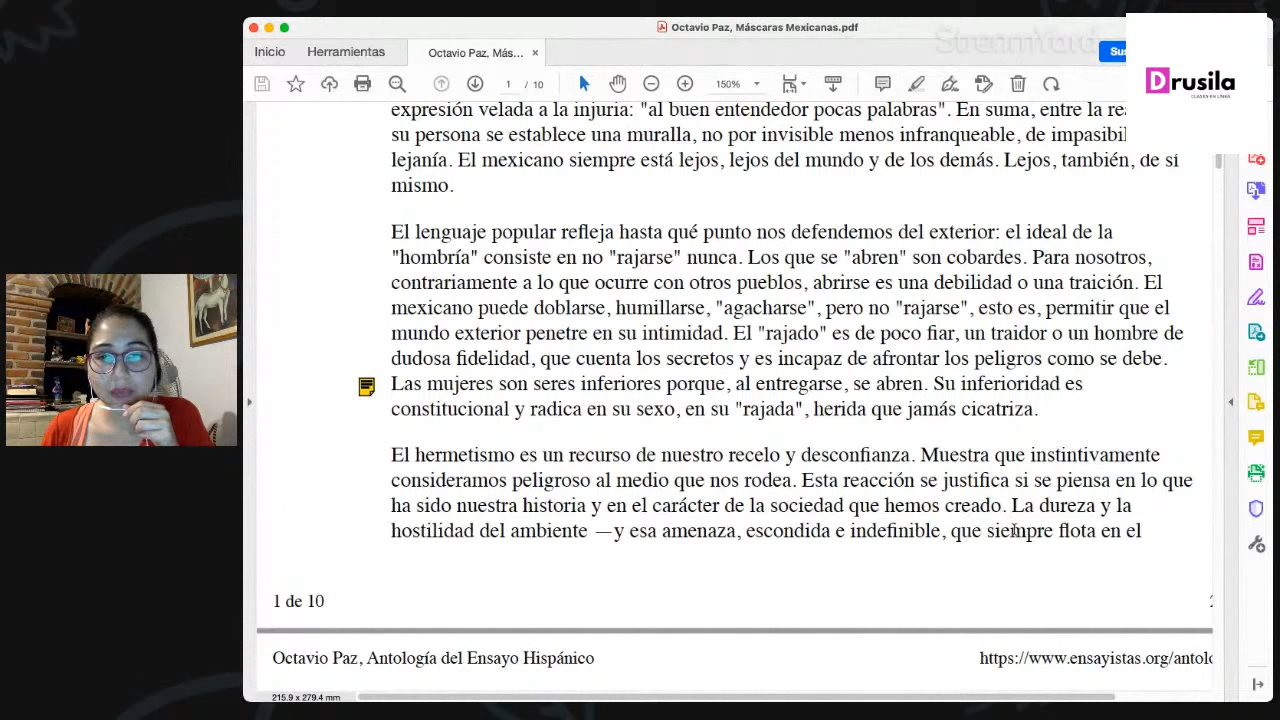 Octavio Paz, Máscaras Mexicanas.pdf
StreamYard
Inicio
Herramientas
Octavio Paz, Más...
Sus
Drusila
CLASES EN LÍNEA
1 / 10
150%
expresión velada a la injuria: "al buen entendedor pocas palabras". En suma, entre la
su persona se establece una muralla, no por invisible menos infranqueable, de
lejanía. El mexicano siempre está lejos, lejos del mundo y de los demás. Lejos, también, de sí
mismo.
El lenguaje popular refleja hasta qué punto nos defendemos del exterior: el ideal de la
"hombría" consiste en no "rajarse" nunca. Los que se "abren" son cobardes. Para nosotros,
contrariamente a lo que ocurre con otros pueblos, abrirse es una debilidad o una traición. El
mexicano puede doblarse, humillarse, "agacharse", pero no "rajarse", esto es, permitir que el
mundo exterior penetre en su intimidad. El "rajado" es de poco fiar, un traidor o un hombre de
dudosa fidelidad, que cuenta los secretos y es incapaz de afrontar los peligros como se debe.
Las mujeres son seres inferiores porque, al entregarse, se abren. Su inferioridad es
constitucional y radica en su sexo, en su "rajada", herida que jamás cicatriza.
El hermetismo es un recurso de nuestro recelo y desconfianza. Muestra que instintivamente
consideramos peligroso al medio que nos rodea. Esta reacción se justifica si se piensa en lo que
ha sido nuestra historia y en el carácter de la sociedad que hemos creado. La dureza y la
hostilidad del ambiente —y esa amenaza, escondida e indefinible, que siempre flota en el
1 de 10
Octavio Paz, Antología del Ensayo Hispánico
https://www.ensayistas.org/antolo
215.9 x 279.4 mm